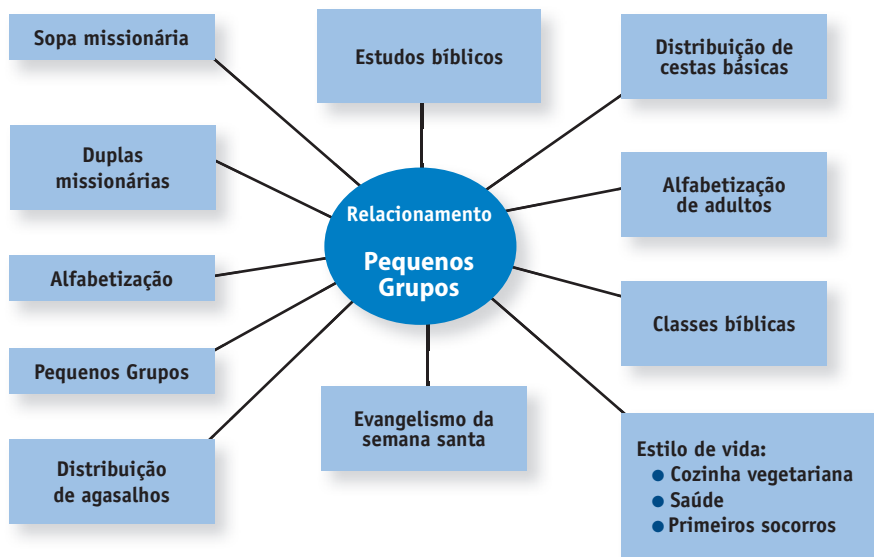 Sopa missionária
Estudos bíblicos
Distribuição de
cestas básicas
Duplas
missionárias
Alfabetização
de adultos
Relacionamento
Pequenos
Grupos
Alfabetização
Classes bíblicas
Pequenos Grupos
Evangelismo da
semana santa
Distribuição
de agasalhos
Estilo de vida:
● Cozinha vegetariana
● Saúde
● Primeiros socorros